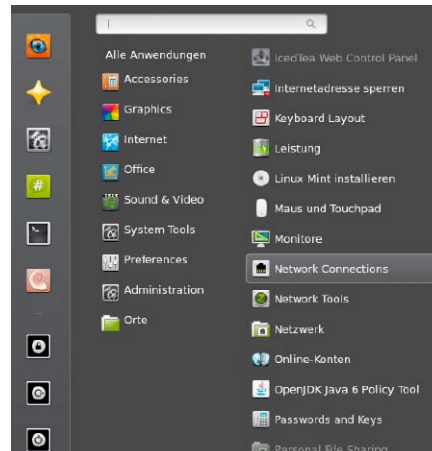 Alle Anwendungen
Accessories
Graphics
Internet
Office
Sound & Video
System Tools
Preferences
Administration
Orte
IcedTea Web Control Panel
Internetadresse sperren
Keyboard Layout
Leistung
Linux Mint installieren
Maus und Touchpad
Monitore
Network Connections
Network Tools
Netzwerk
Online-Konten
OpenJDK Java 6 Policy Tool
Passwords and Keys
Personal File Sharing